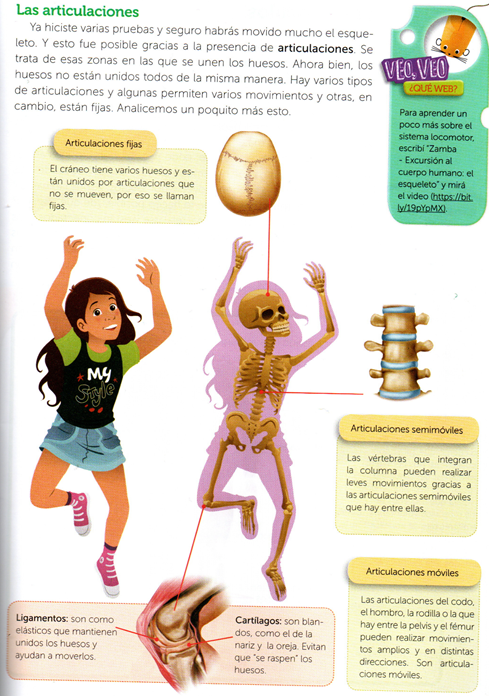 Las articulaciones
Ya hiciste varias pruebas y seguro habrás movido mucho el esque-
leto. Y esto fue posible gracias a la presencia de articulaciones. Se
trata de esas zonas en las que se unen los huesos. Ahora bien, los
huesos no están unidos todos de la misma manera. Hay varios tipos
de articulaciones y algunas permiten varios movimientos y otras, en
cambio, están fijas. Analicemos un poquito más esto.
VEO, VEO
¿QUÉ WEB?
Para aprender un
poco más sobre el
sistema locomotor,
escribí "Zamba
- Excursión al
cuerpo humano: el
esqueleto" y mirá
el video (https://bit.
ly/19pYpMX).
Articulaciones fijas
El cráneo tiene varios huesos y es-
tán unidos por articulaciones que
no se mueven, por eso se llaman
fijas.
MY
Style
Articulaciones semimóviles
Las vértebras que integran
la columna pueden realizar
leves movimientos gracias a
las articulaciones semimóviles
que hay entre ellas.
Articulaciones móviles
Las articulaciones del codo,
el hombro, la rodilla o la que
hay entre la pelvis y el fémur
pueden realizar movimien-
tos amplios y en distintas
direcciones. Son articula-
ciones móviles.
Ligamentos: son como
elásticos que mantienen
unidos los huesos y
ayudan a moverlos.
Cartílagos: son blan-
dos, como el de la
nariz y la oreja. Evitan
que "se raspen" los
huesos.